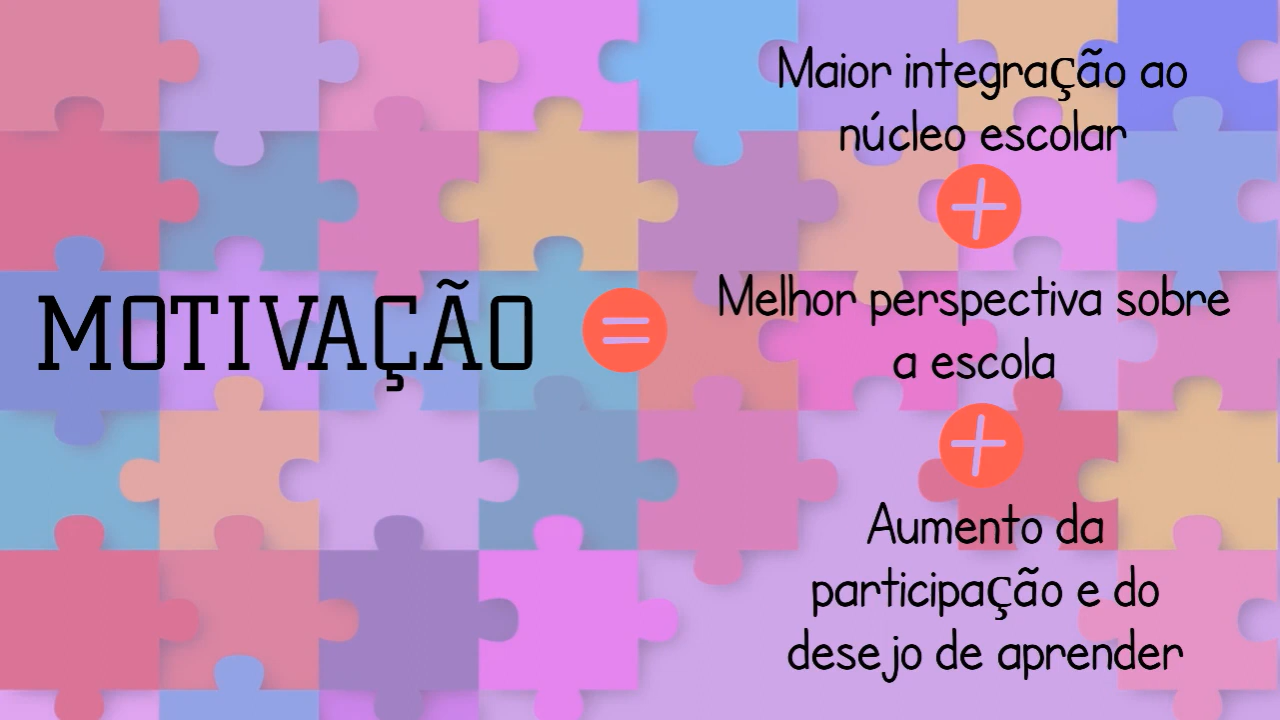 MOTIVAÇÃO
=
Maior integração ao
núcleo escolar
+
Melhor perspectiva sobre
a escola
+
Aumento da
participação e do
desejo de aprender